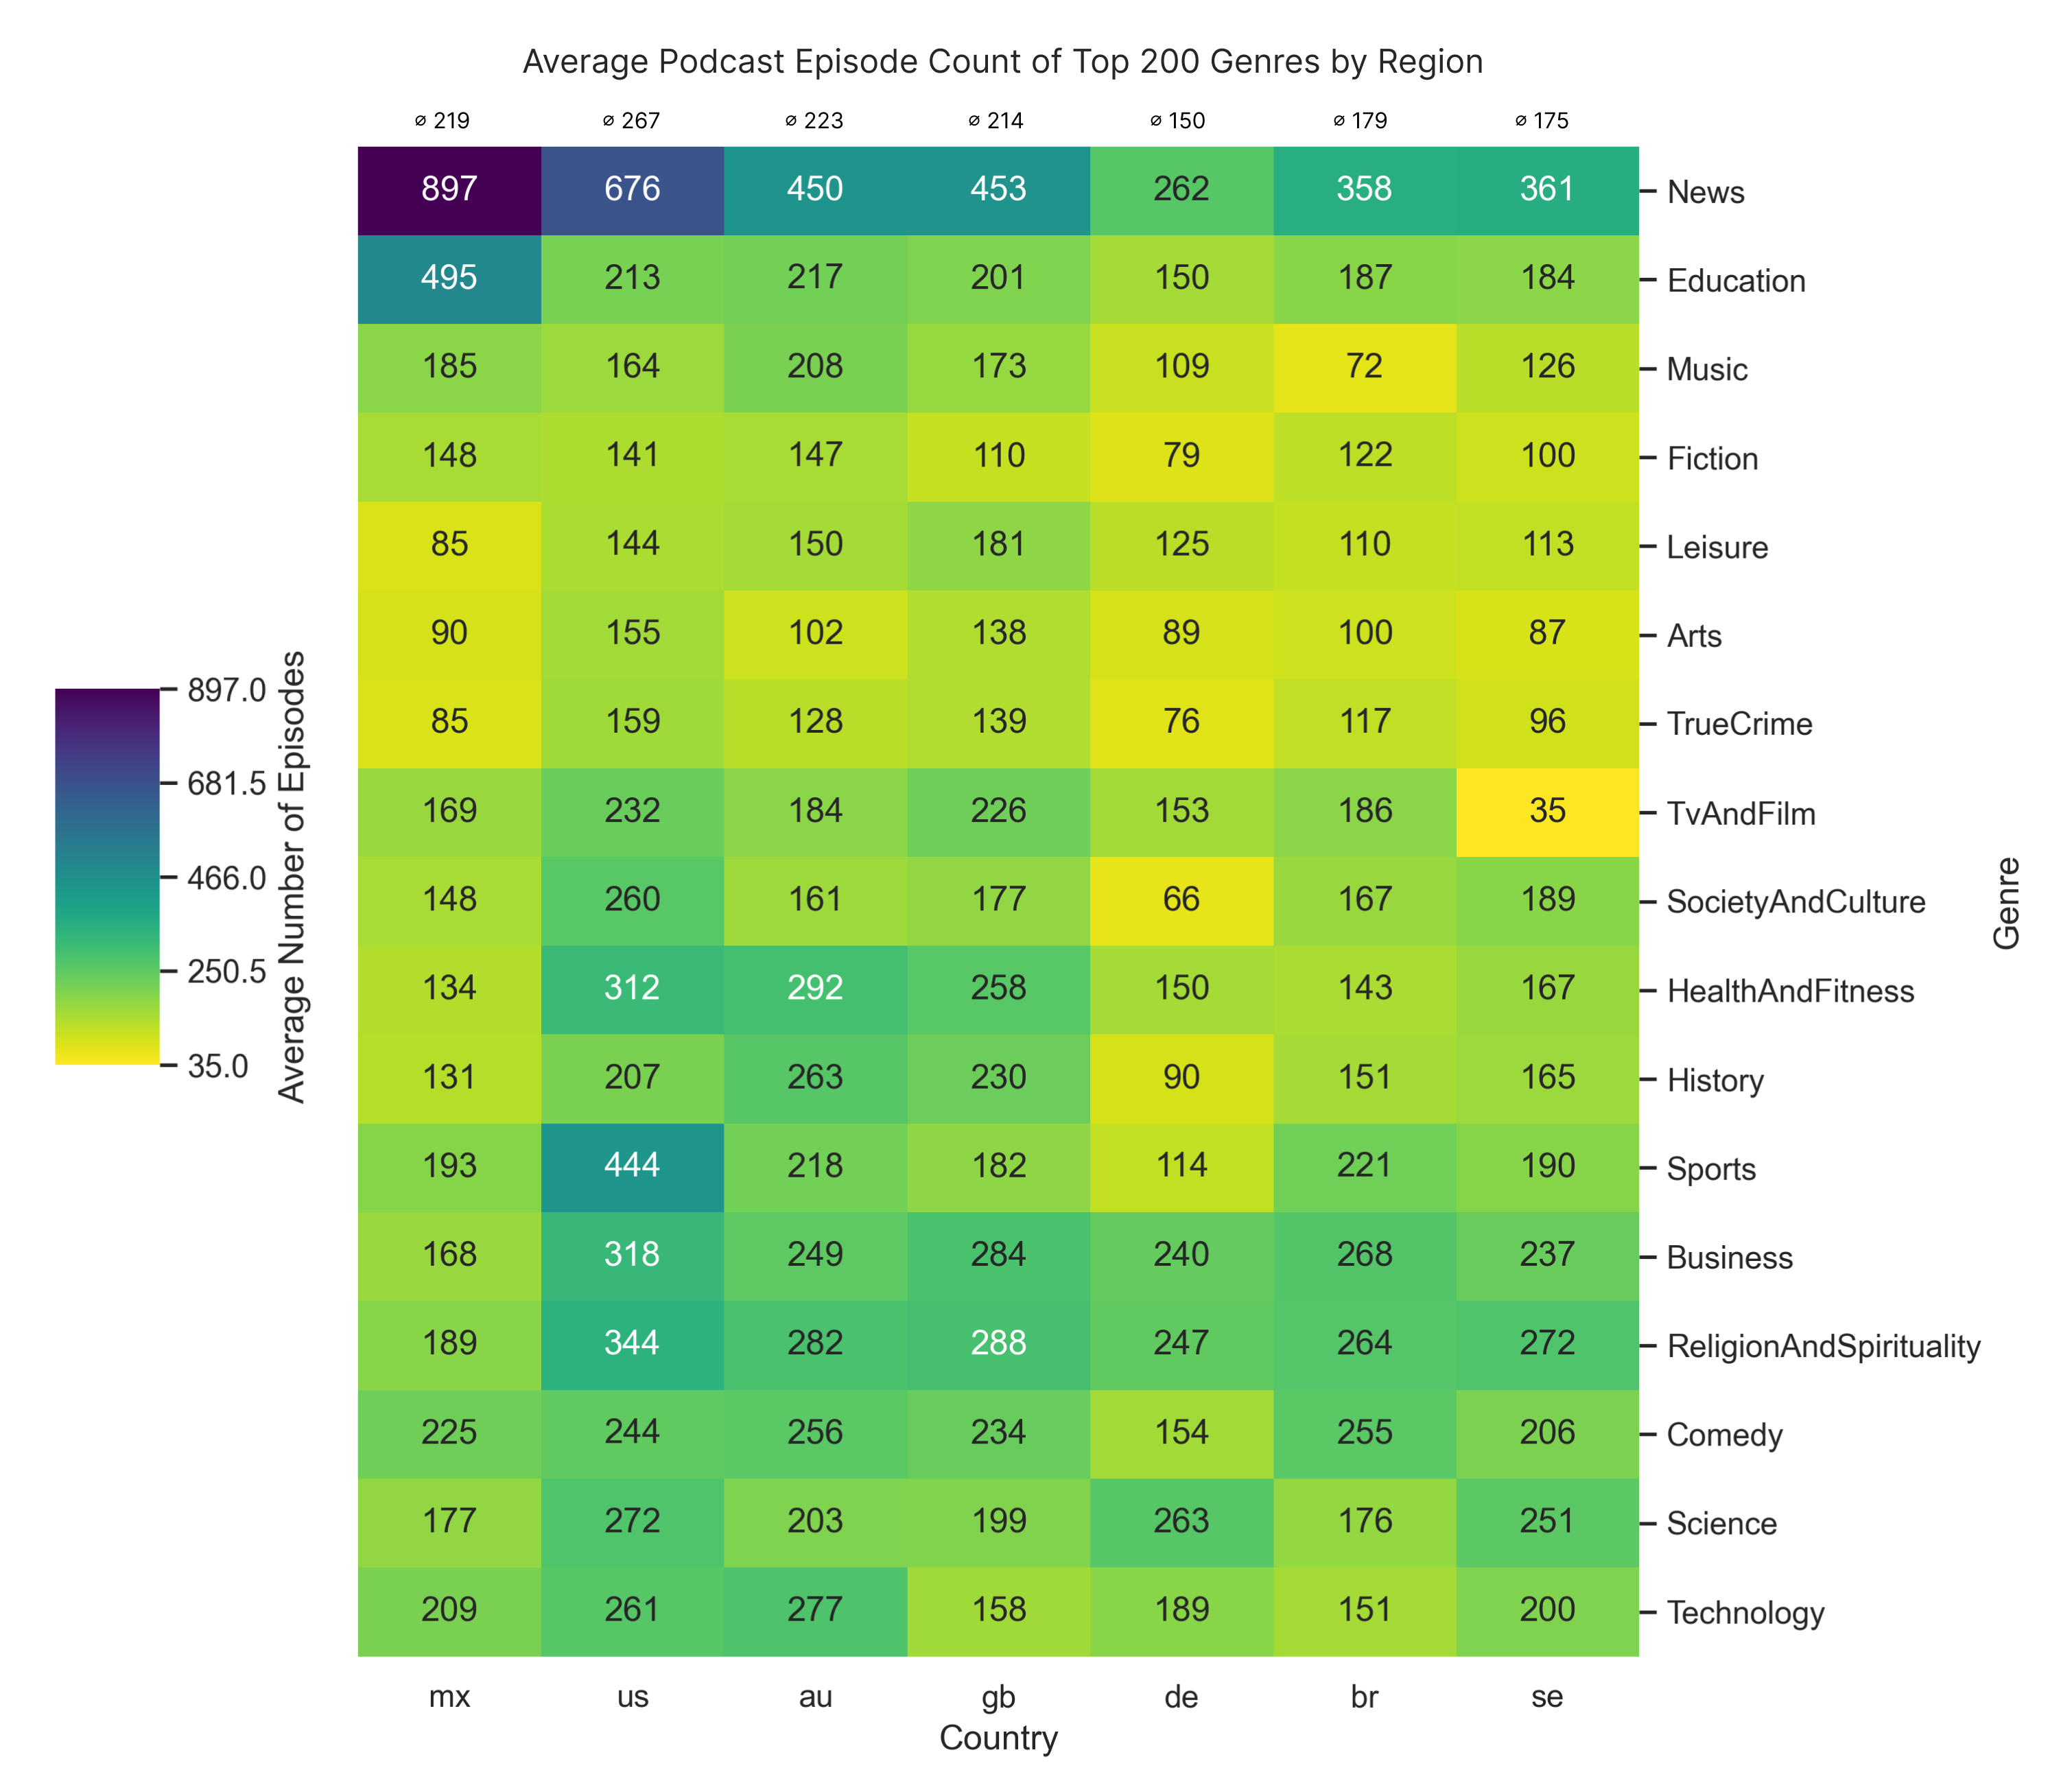 Average Podcast Episode Count of Top 200 Genres by Region
⌀ 219 ⌀ 267 ⌀ 223 ⌀ 214 ⌀ 150 ⌀ 179 ⌀ 175
897 676 450 453 262 358 361 News
495 213 217 201 150 187 184 Education
185 164 208 173 109 72 126 Music
148 141 147 110 79 122 100 Fiction
85 144 150 181 125 110 113 Leisure
90 155 102 138 89 100 87 Arts
85 159 128 139 76 117 96 TrueCrime
169 232 184 226 153 186 35 TvAndFilm
148 260 161 177 66 167 189 SocietyAndCulture
134 312 292 258 150 143 167 HealthAndFitness
131 207 263 230 90 151 165 History
193 444 218 182 114 221 190 Sports
168 318 249 284 240 268 237 Business
189 344 282 288 247 264 272 ReligionAndSpirituality
225 244 256 234 154 255 206 Comedy
177 272 203 199 263 176 251 Science
209 261 277 158 189 151 200 Technology
mx us au gb de br se
Country
Genre
897.0
681.5
466.0
250.5
35.0
Average Number of Episodes